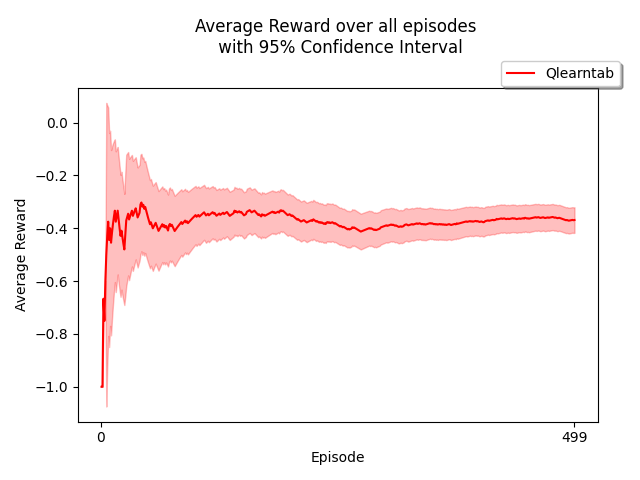 Average Reward over all episodes
with 95% Confidence Interval
Qlearntab
Average Reward
0.0
−0.2
−0.4
−0.6
−0.8
−1.0
0
499
Episode